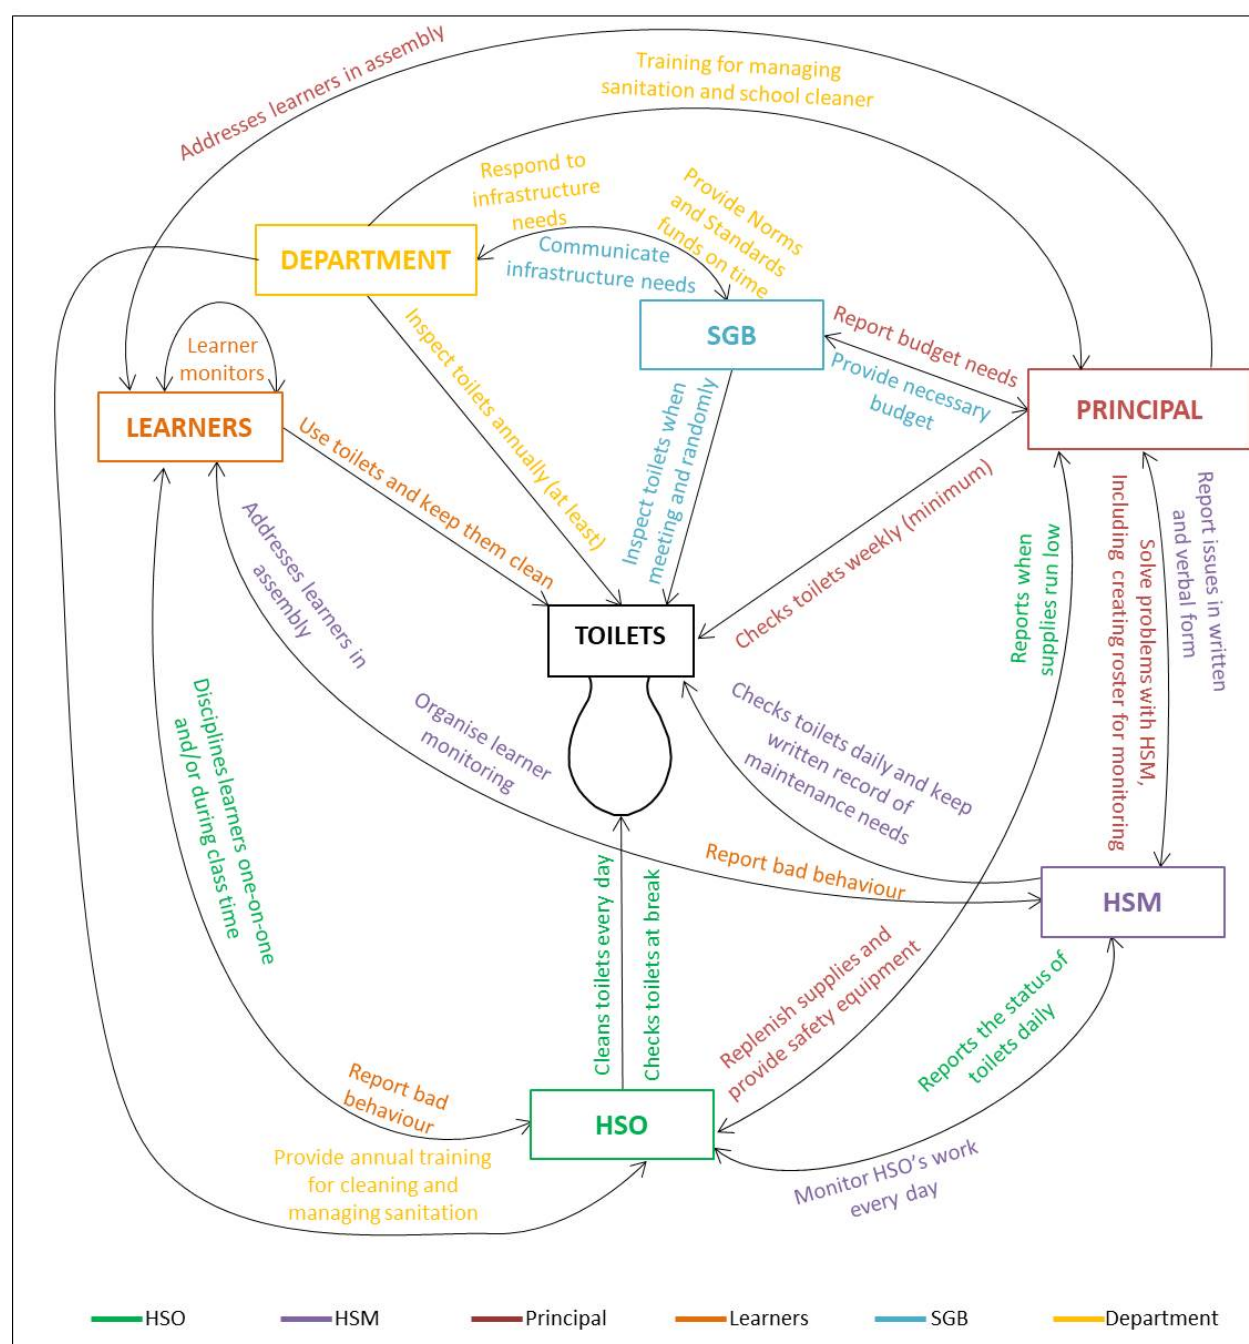 Addresses learners in assembly
Training for managing
sanitation and school cleaner
Respond to
infrastructure
needs
Provide Norms
and Standards
funds on time
DEPARTMENT
Communicate
infrastructure needs
SGB
Report budget needs
Provide necessary
budget
PRINCIPAL
Learner
monitors
LEARNERS
Inspect toilets annually (at least)
Use toilets and keep them clean
Inspect toilets when
meeting and randomly
Checks toilets weekly (minimum)
Reports when
supplies run low
Report issues in written
and verbal form
Solve problems with HSM,
Including creating roster for monitoring
Addresses learners in
assembly
TOILETS
Organise learner
monitoring
Checks toilets daily and keep
written record of
maintenance needs
Disciplines learners one-on-one
and/or during class time
Report bad behaviour
HSM
Cleans toilets every day
Checks toilets at break
Replenish supplies and
provide safety equipment
Reports the status of
toilets daily
Report bad
behaviour
HSO
Provide annual training
for cleaning and
managing sanitation
Monitor HSO's work
every day
HSO
HSM
Principal
Learners
SGB
Department